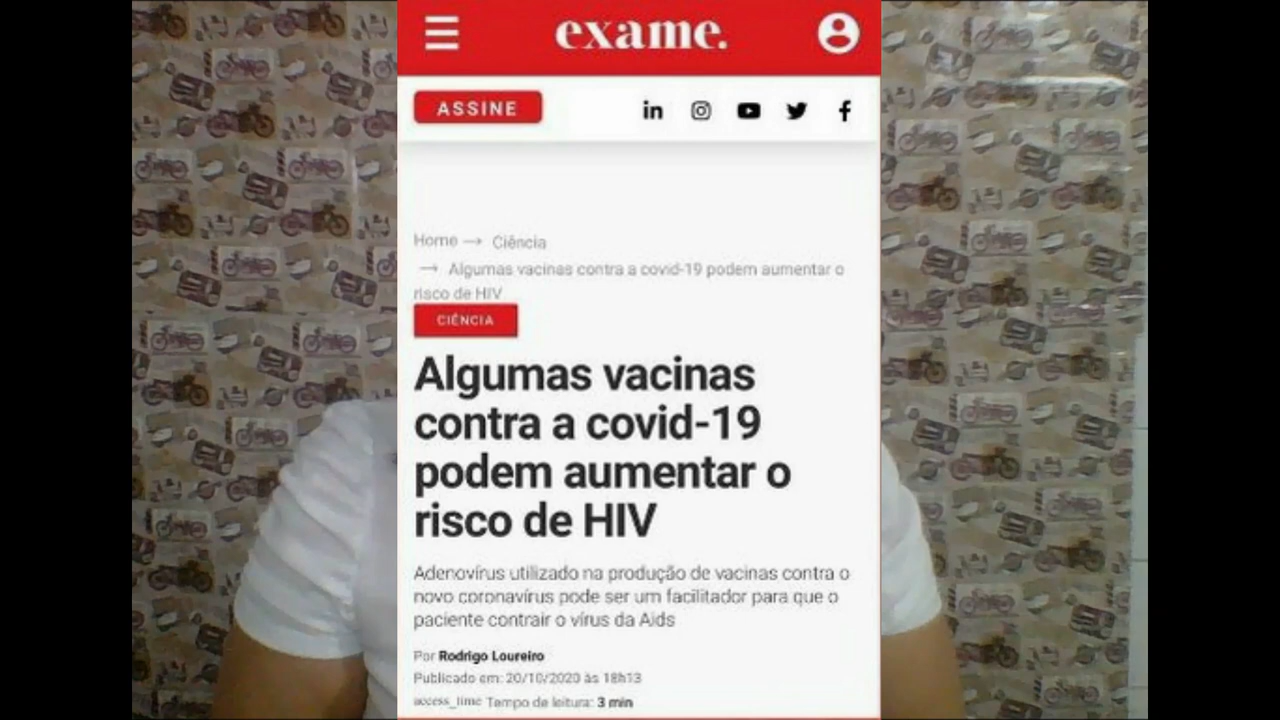 exame.
ASSINE
Home → Ciência
→ Algumas vacinas contra a covid-19 podem aumentar o
risco de HIV
CIÊNCIA
Algumas vacinas
contra a covid-19
podem aumentar o
risco de HIV
Adenovírus utilizado na produção de vacinas contra o
novo coronavírus pode ser um facilitador para que o
paciente contrair o vírus da Aids
Por Rodrigo Loureiro
Publicado em: 20/10/2020 às 18h13
access_time Tempo de leitura: 3 min